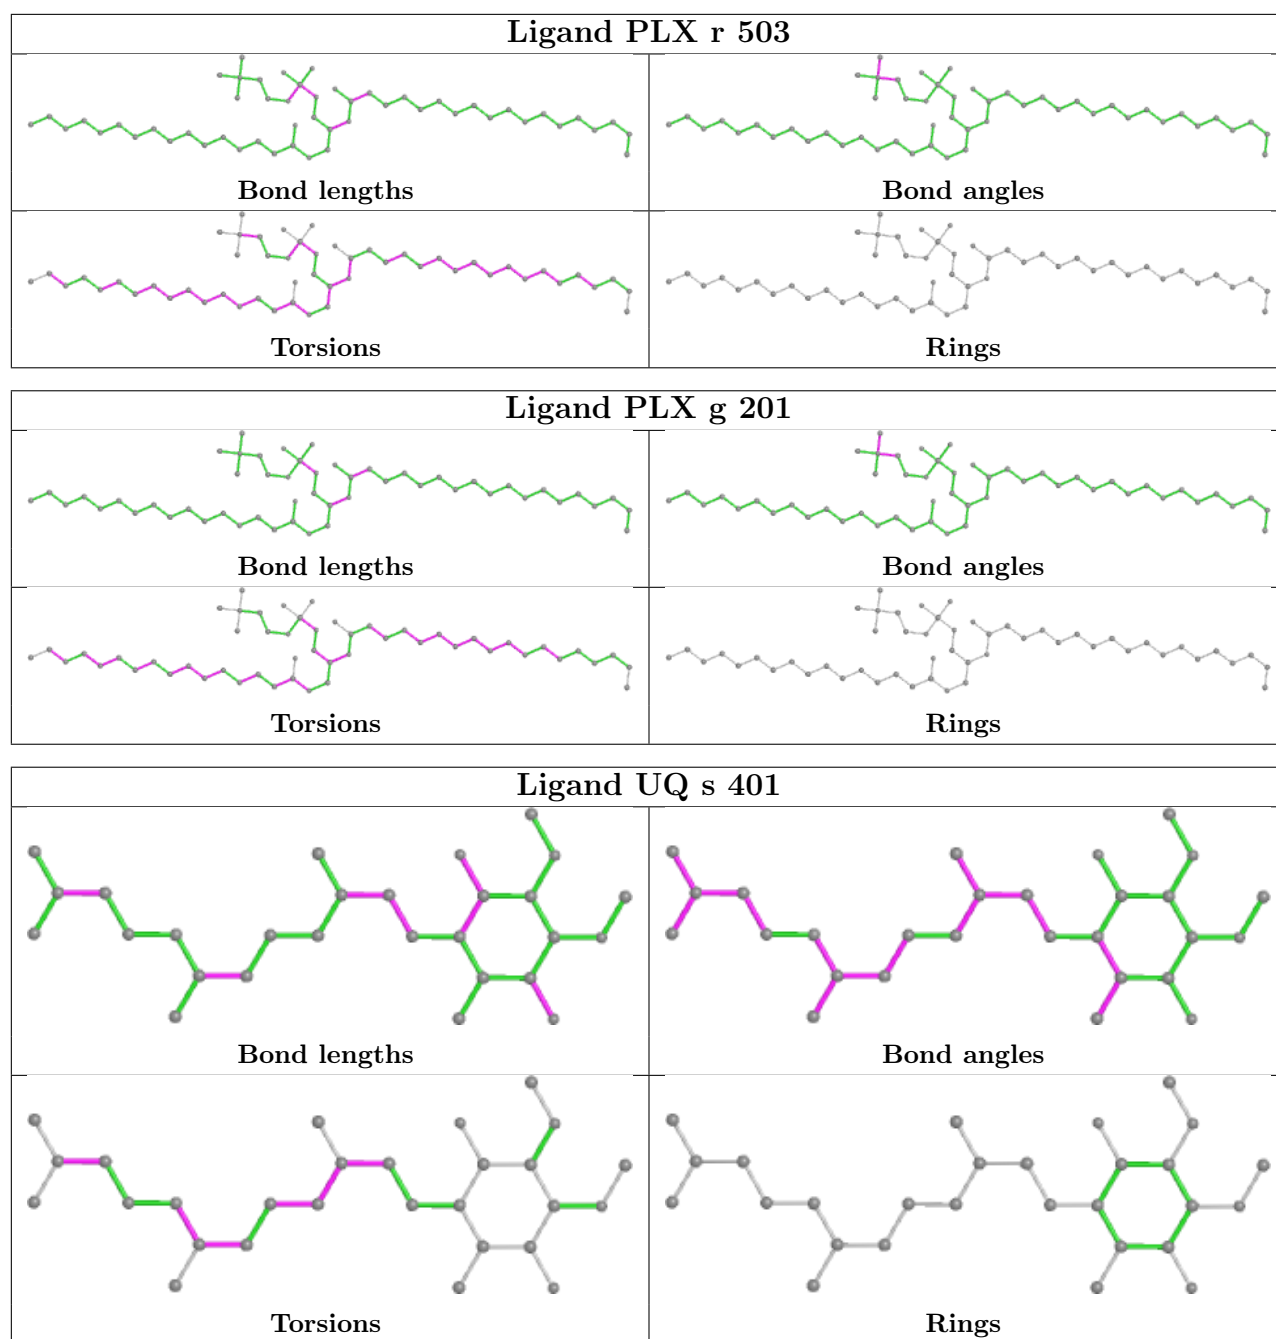 Ligand PLX r 503
Bond lengths
Bond angles
Torsions
Rings
Ligand PLX g 201
Bond lengths
Bond angles
Torsions
Rings
Ligand UQ s 401
Bond lengths
Bond angles
Torsions
Rings